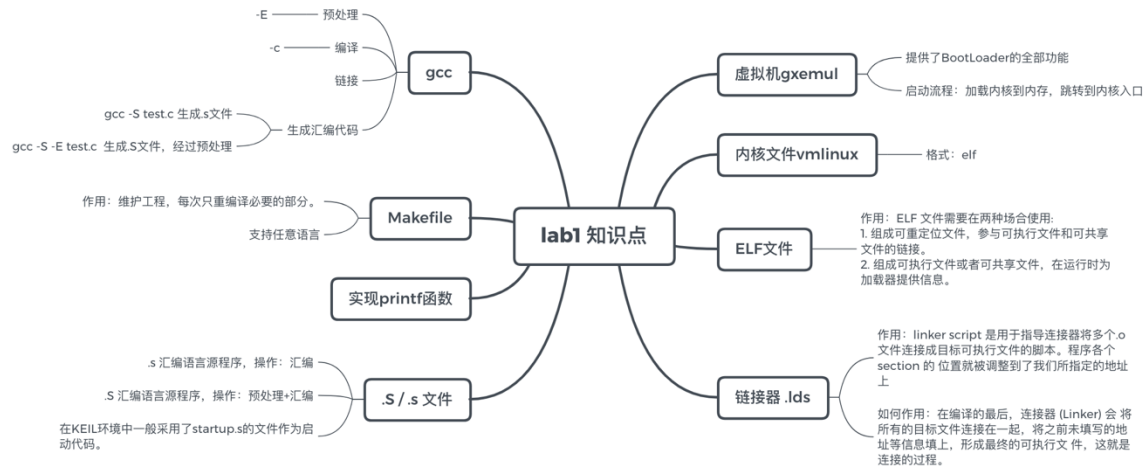 lab1 知识点
gcc
-E
预处理
-c
编译
链接
生成汇编代码
gcc -S test.c 生成.s文件
gcc -S -E test.c 生成.S文件，经过预处理
Makefile
作用：维护工程，每次只重编译必要的部分。
支持任意语言
实现printf函数
.S / .s 文件
.s 汇编语言源程序，操作：汇编
.S 汇编语言源程序，操作：预处理+汇编
在KEIL环境中一般采用了startup.s的文件作为启
动代码。
虚拟机gxemul
提供了BootLoader的全部功能
启动流程：加载内核到内存，跳转到内核入口
内核文件vmlinux
格式：elf
ELF文件
作用：ELF 文件需要在两种场合使用:
1. 组成可重定位文件，参与可执行文件和可共享
文件的链接。
2. 组成可执行文件或者可共享文件，在运行时为
加载器提供信息。
链接器 .lds
作用：linker script 是用于指导连接器将多个.o
文件连接成目标可执行文件的脚本。程序各个
section 的 位置就被调整到了我们所指定的地址
上
如何作用：在编译的最后，连接器 (Linker) 会 将
所有的目标文件连接在一起，将之前未填写的地
址等信息填上，形成最终的可执行文 件，这就是
连接的过程。